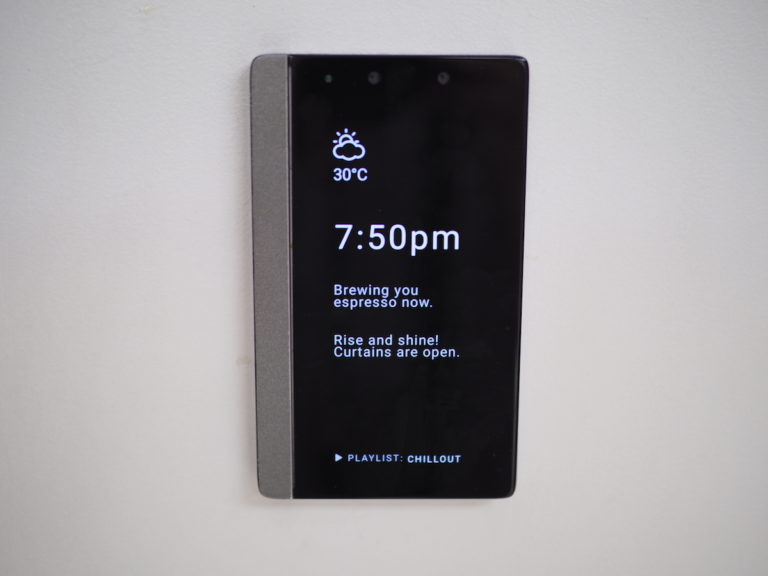 30°C
7:50pm
Brewing you
espresso now.
Rise and shine!
Curtains are open.
PLAYLIST: CHILLOUT